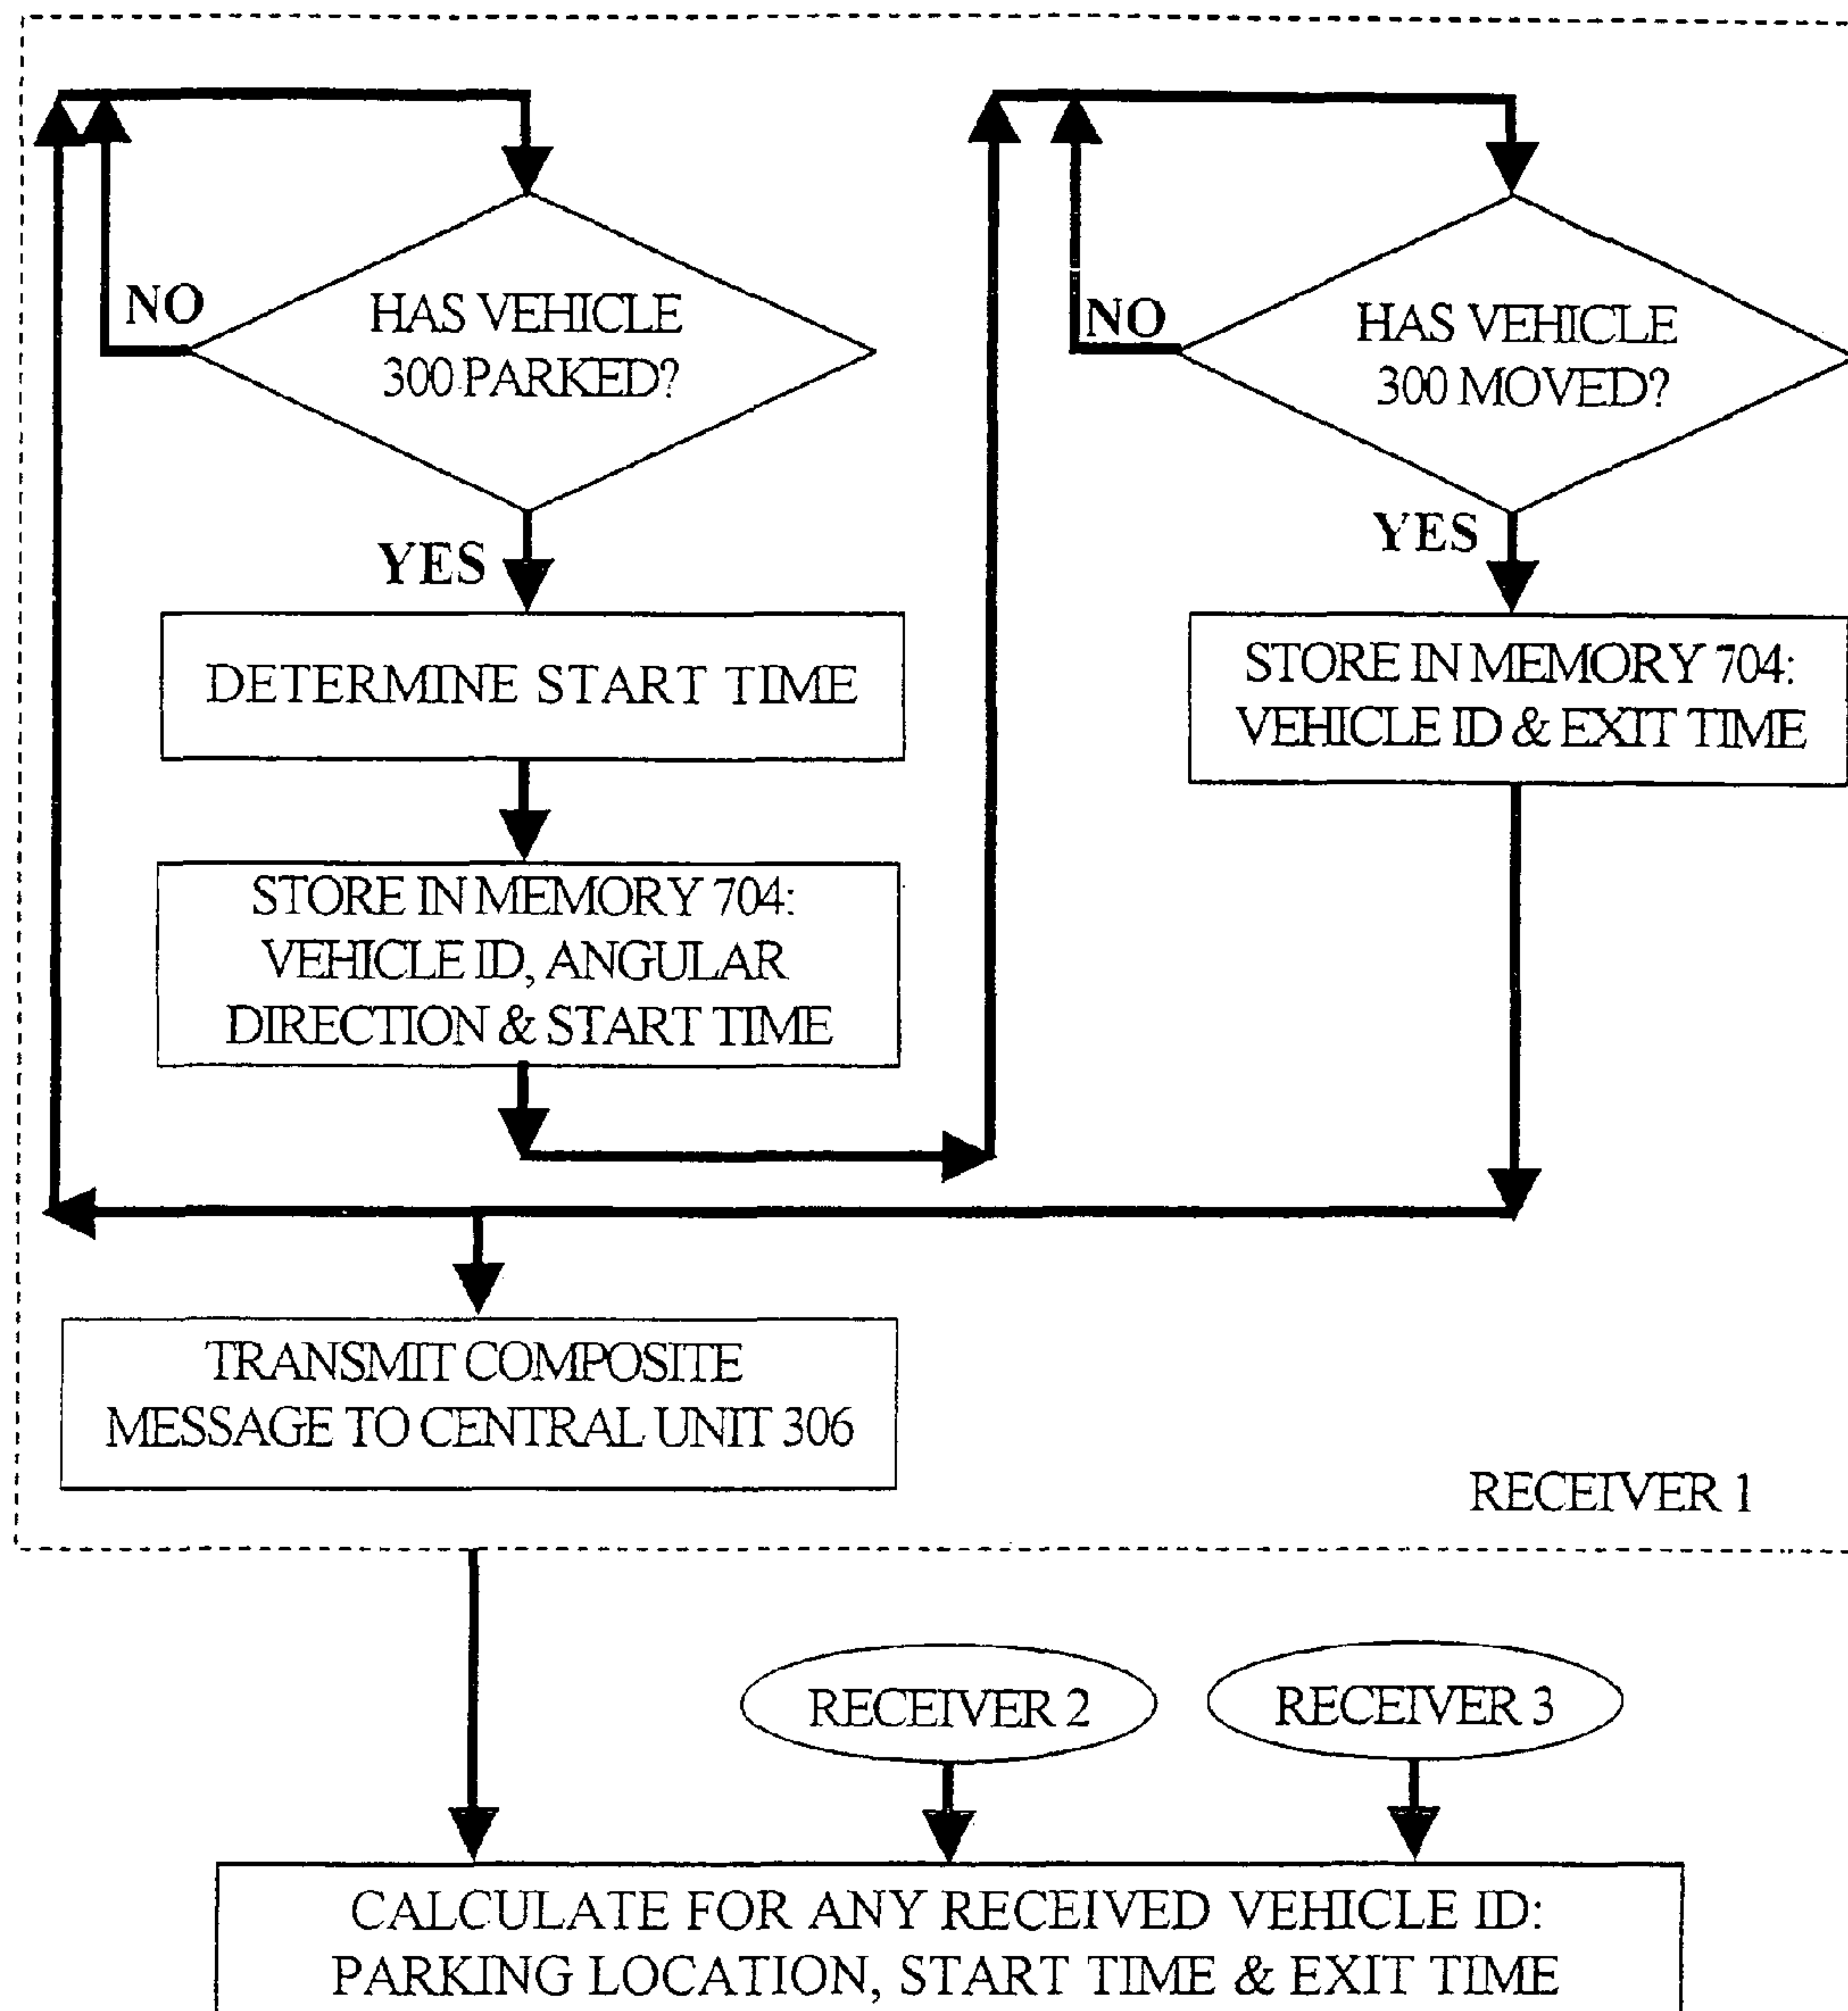 NO
HAS VEHICLE
300 PARKED?
YES
DETERMINE START TIME
STORE IN MEMORY 704:
VEHICLE ID, ANGULAR
DIRECTION & START TIME
NO
HAS VEHICLE
300 MOVED?
YES
STORE IN MEMORY 704:
VEHICLE ID & EXIT TIME
TRANSMIT COMPOSITE
MESSAGE TO CENTRAL UNIT 306
RECEIVER 1
RECEIVER 2
RECEIVER 3
CALCULATE FOR ANY RECEIVED VEHICLE ID:
PARKING LOCATION, START TIME & EXIT TIME